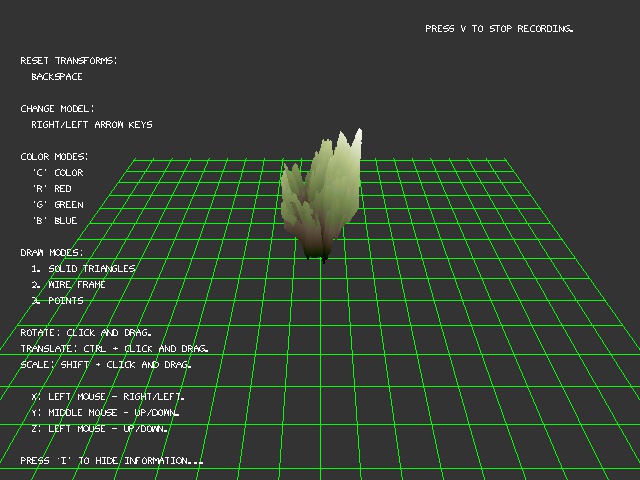 PRESS V TO STOP RECORDING.
RESET TRANSFORMS:
BACKSPACE
CHANGE MODEL:
RIGHT/LEFT ARROW KEYS
COLOR MODES:
'C' COLOR
'R' RED
'G' GREEN
'B' BLUE
DRAW MODES:
1. SOLID TRIANGLES
2. WIRE FRAME
3. POINTS
ROTATE: CLICK AND DRAG.
TRANSLATE: CTRL + CLICK AND DRAG.
SCALE: SHIFT + CLICK AND DRAG.
X: LEFT MOUSE - RIGHT/LEFT.
Y: MIDDLE MOUSE - UP/DOWN.
Z: LEFT MOUSE - UP/DOWN.
PRESS 'I' TO HIDE INFORMATION...